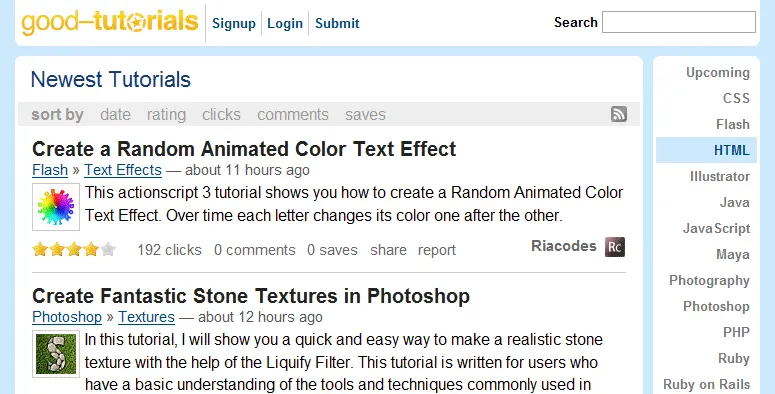 good-tutorials
Signup Login Submit
Search
Newest Tutorials
sort by date rating clicks comments saves
Create a Random Animated Color Text Effect
Flash » Text Effects — about 11 hours ago
This actionscript 3 tutorial shows you how to create a Random Animated Color
Text Effect. Over time each letter changes its color one after the other.
192 clicks 0 comments 0 saves share report
Riacodes Rc
Create Fantastic Stone Textures in Photoshop
Photoshop » Textures — about 12 hours ago
S
In this tutorial, I will show you a quick and easy way to make a realistic stone
texture with the help of the Liquify Filter. This tutorial is written for users who
have a basic understanding of the tools and techniques commonly used in
Upcoming
CSS
Flash
HTML
Illustrator
Java
JavaScript
Maya
Photography
Photoshop
PHP
Ruby
Ruby on Rails